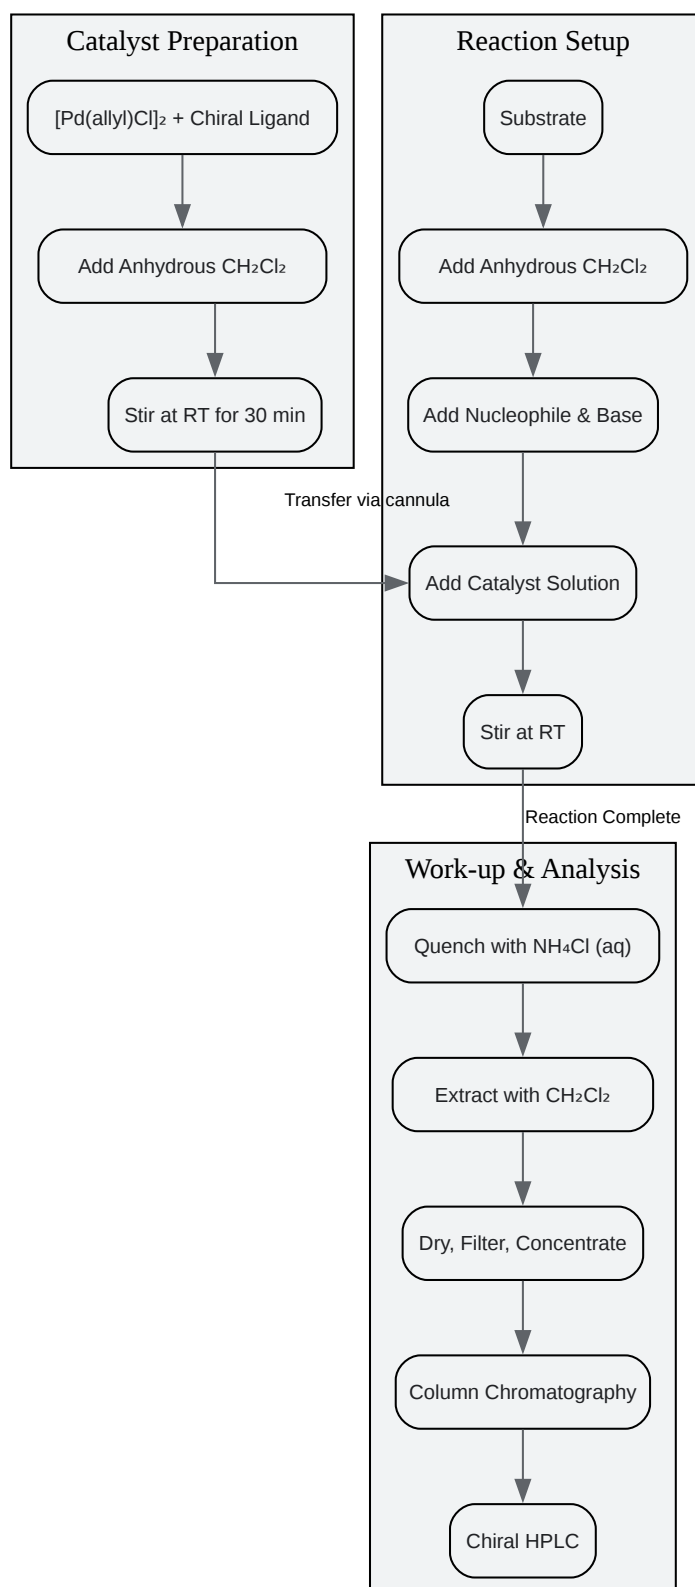 Catalyst Preparation
[Pd(allyl)Cl]₂ + Chiral Ligand
Add Anhydrous CH₂Cl₂
Stir at RT for 30 min
Transfer via cannula
Reaction Setup
Substrate
Add Anhydrous CH₂Cl₂
Add Nucleophile & Base
Add Catalyst Solution
Stir at RT
Reaction Complete
Work-up & Analysis
Quench with NH₄Cl (aq)
Extract with CH₂Cl₂
Dry, Filter, Concentrate
Column Chromatography
Chiral HPLC